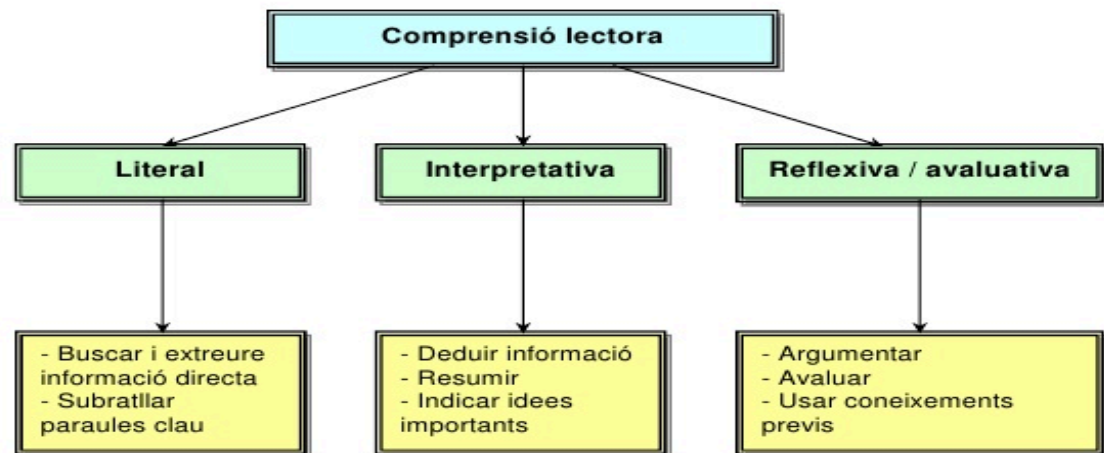 Comprensió lectora
Literal
Interpretativa
Reflexiva / avaluativa
- Buscar i extreure
informació directa
- Subratllar
paraules clau
- Deduir informació
- Resumir
- Indicar idees
importants
- Argumentar
- Avaluar
- Usar coneixements
previs